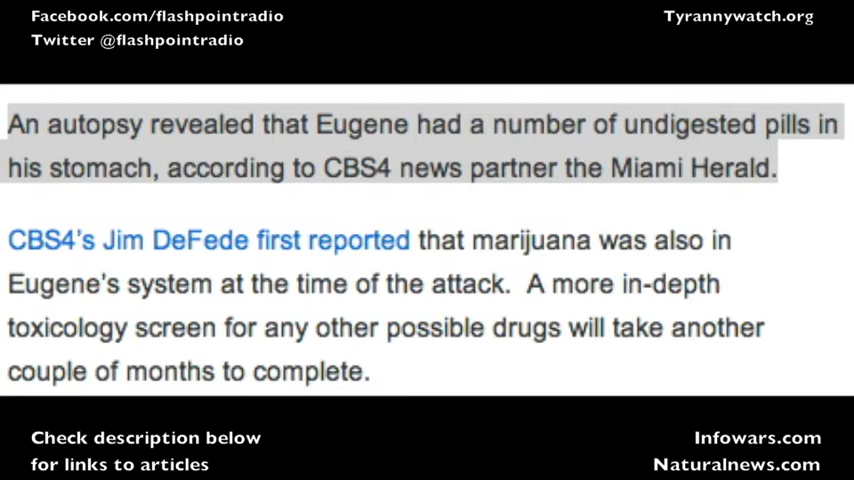 Facebook.com/flashpointradio
Twitter @flashpointradio
Tyrannywatch.org
An autopsy revealed that Eugene had a number of undigested pills in
his stomach, according to CBS4 news partner the Miami Herald.
CBS4's Jim DeFede first reported that marijuana was also in
Eugene's system at the time of the attack.  A more in-depth
toxicology screen for any other possible drugs will take another
couple of months to complete.
Check description below
for links to articles
Infowars.com
Naturalnews.com